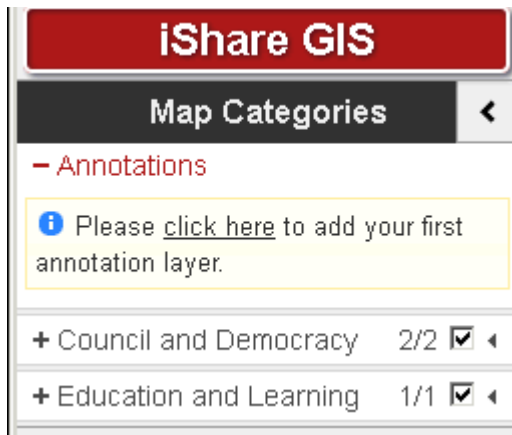 iShare GIS
Map Categories
− Annotations
Please click here to add your first
annotation layer.
+ Council and Democracy 2/2
+ Education and Learning 1/1